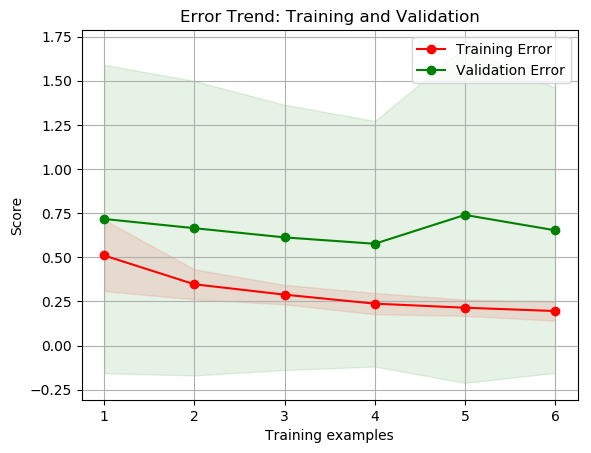 Error Trend: Training and Validation
1.75
1.50
1.25
1.00
0.75
0.50
0.25
0.00
−0.25
Score
Training Error
Validation Error
1 2 3 4 5 6
Training examples